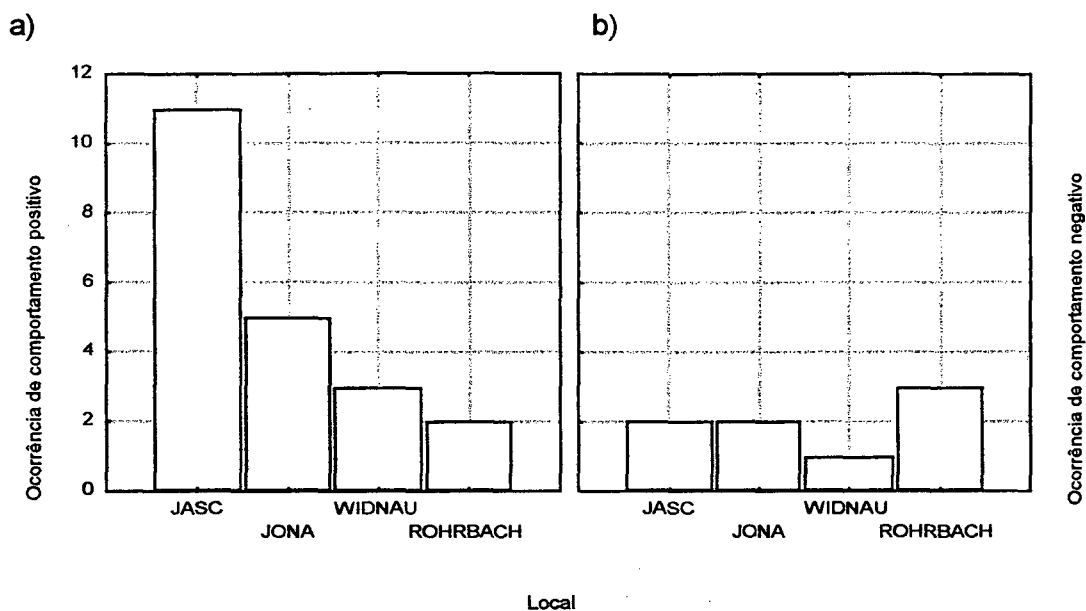 a)
b)
Ocorrência de comportamento positivo
12
10
8
6
4
2
0
JASC
JONA
WIDNAU
ROHRBACH
JASC
JONA
WIDNAU
ROHRBACH
Ocorrência de comportamento negativo
Local